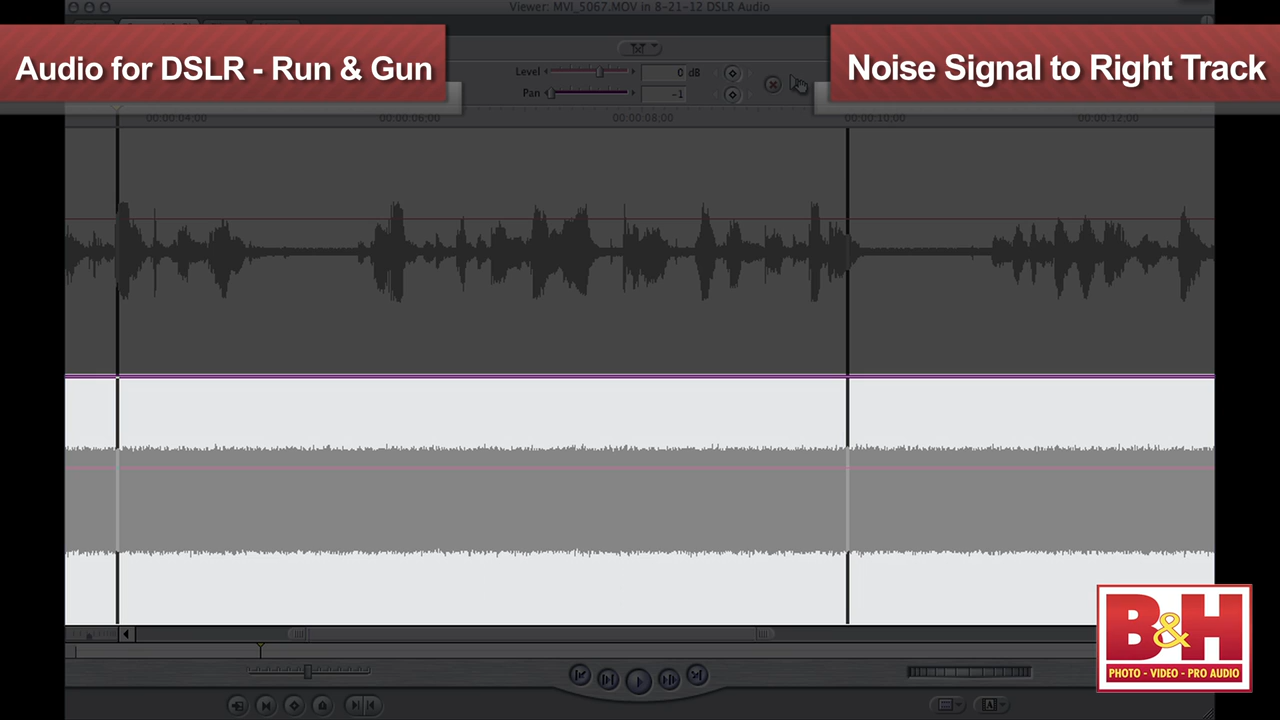 Viewer: MVI_5067.MOV in 8-21-12 DSLR Audio
Audio for DSLR - Run & Gun
Noise Signal to Right Track
Level 0 dB
Pan -1
00:00:04;00 00:00:06;00 00:00:08;00 00:00:10;00 00:00:12;00
B&H
PHOTO - VIDEO - PRO AUDIO
A